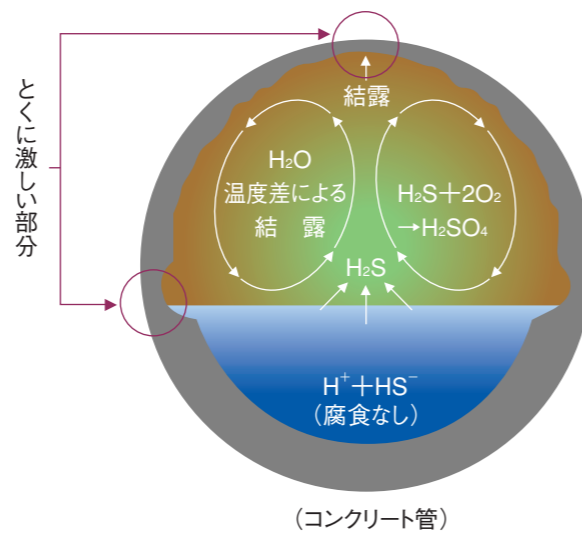 とくに激しい部分
結露
H₂O
温度差による
結　露
H₂S＋2O₂
→H₂SO₄
H₂S
H⁺＋HS⁻
（腐食なし）
（コンクリート管）